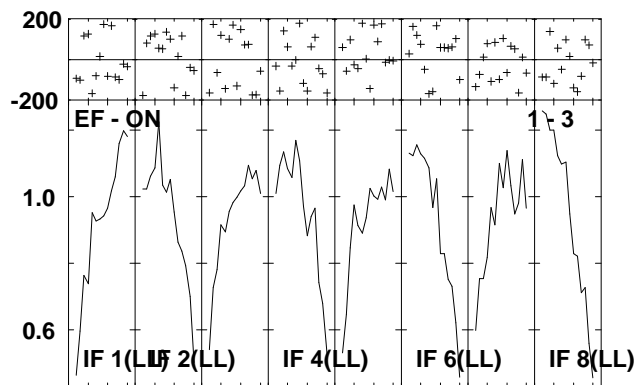 200
-200
EF - ON 1 - 3
1.0
0.6
IF 1(LL) IF 2(LL) IF 4(LL) IF 6(LL) IF 8(LL)